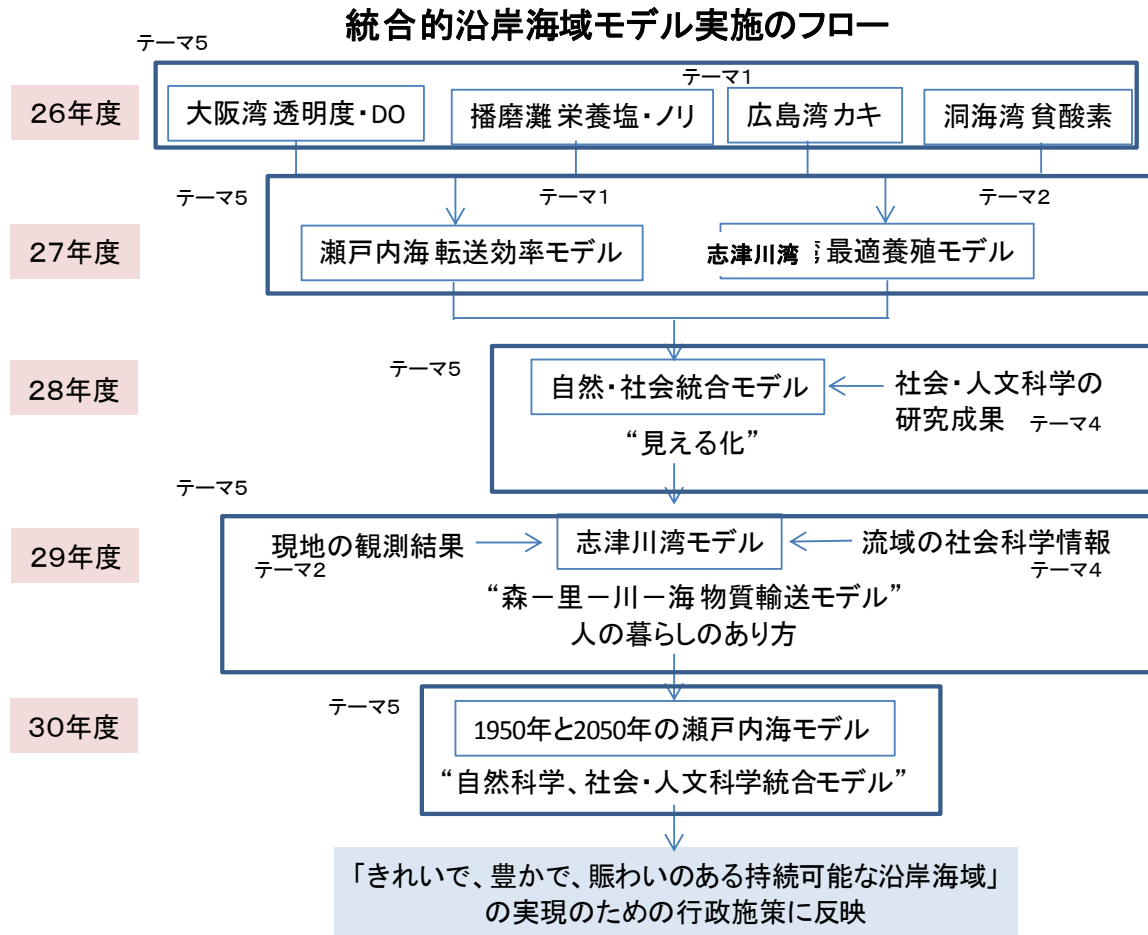 統合的沿岸海域モデル実施のフロー
テーマ5
テーマ1
26年度
大阪湾 透明度・DO
播磨灘 栄養塩・ノリ
広島湾 カキ
洞海湾 貧酸素
テーマ5
テーマ1
テーマ2
27年度
瀬戸内海 転送効率モデル
志津川湾 最適養殖モデル
テーマ5
28年度
自然・社会統合モデル
社会・人文科学の
研究成果 テーマ4
“見える化”
テーマ5
29年度
現地の観測結果
テーマ2
志津川湾モデル
流域の社会科学情報
テーマ4
“森－里－川－海 物質輸送モデル”
人の暮らしのあり方
テーマ5
30年度
1950年と2050年の瀬戸内海モデル
“自然科学、社会・人文科学統合モデル”
「きれいで、豊かで、賑わいのある持続可能な沿岸海域」
の実現のための行政施策に反映